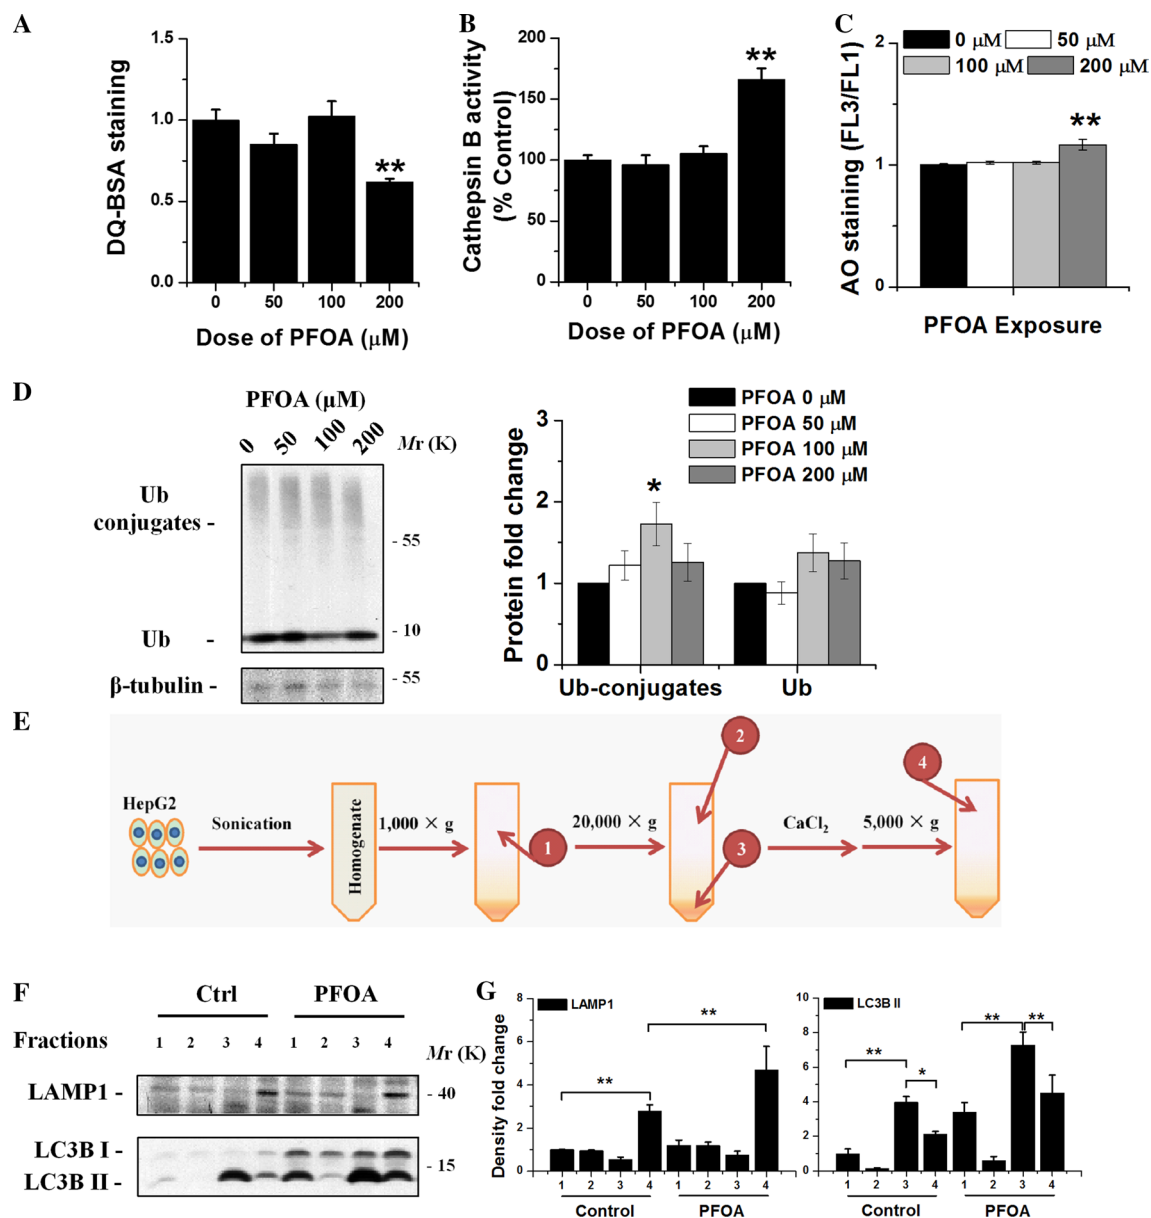 A
DQ-BSA staining
1.5
1.0
0.5
0.0
**
0 50 100 200
Dose of PFOA (μM)
B
Cathepsin B activity
(% Control)
200
150
100
50
0
**
0 50 100 200
Dose of PFOA (μM)
C
AO staining (FL3/FL1)
2
1
0
0 μM 50 μM
100 μM 200 μM
**
PFOA Exposure
D
PFOA (μM)
0 50 100 200 Mr (K)
Ub
conjugates -
- 55
Ub -
- 10
β-tubulin -
- 55
Protein fold change
3
2
1
0
PFOA 0 μM
PFOA 50 μM
PFOA 100 μM
PFOA 200 μM
*
Ub-conjugates Ub
E
HepG2
Sonication
Homogenate
1,000 × g
1
20,000 × g
2
3
CaCl2
5,000 × g
4
F
Ctrl PFOA
Fractions 1 2 3 4 1 2 3 4
Mr (K)
LAMP1 -
- 40
LC3B I -
- 15
LC3B II -
G
Density fold change
8
6
4
2
0
LAMP1
**
**
1 2 3 4 1 2 3 4
Control PFOA
10
8
6
4
2
0
LC3B II
** **
**
*
1 2 3 4 1 2 3 4
Control PFOA